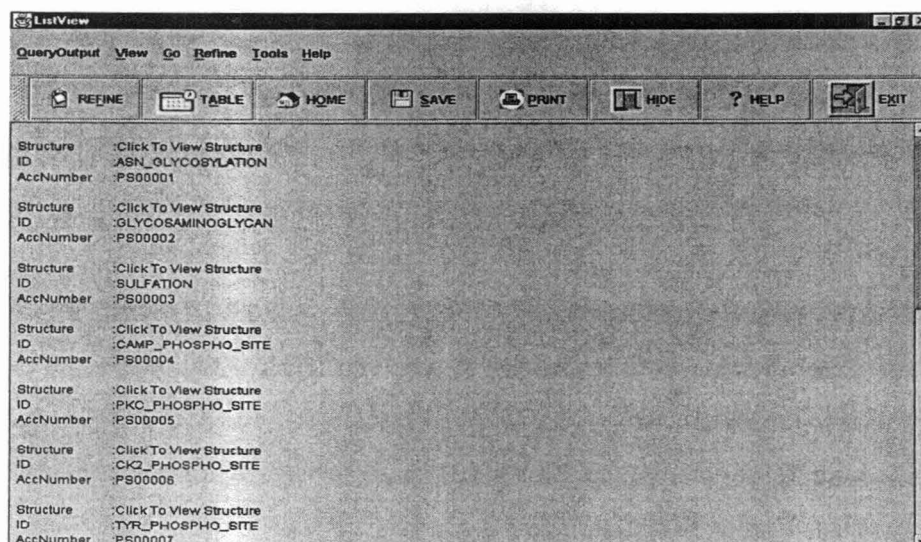 ListView
QueryOutput View Go Refine Tools Help
REFINE TABLE HOME SAVE PRINT HIDE ? HELP EXIT
Structure :Click To View Structure
ID :ASN_GLYCOSYLATION
AccNumber :PS00001
Structure :Click To View Structure
ID :GLYCOSAMINOGLYCAN
AccNumber :PS00002
Structure :Click To View Structure
ID :SULFATION
AccNumber :PS00003
Structure :Click To View Structure
ID :CAMP_PHOSPHO_SITE
AccNumber :PS00004
Structure :Click To View Structure
ID :PKC_PHOSPHO_SITE
AccNumber :PS00005
Structure :Click To View Structure
ID :CK2_PHOSPHO_SITE
AccNumber :PS00006
Structure :Click To View Structure
ID :TYR_PHOSPHO_SITE
AccNumber :PS00007